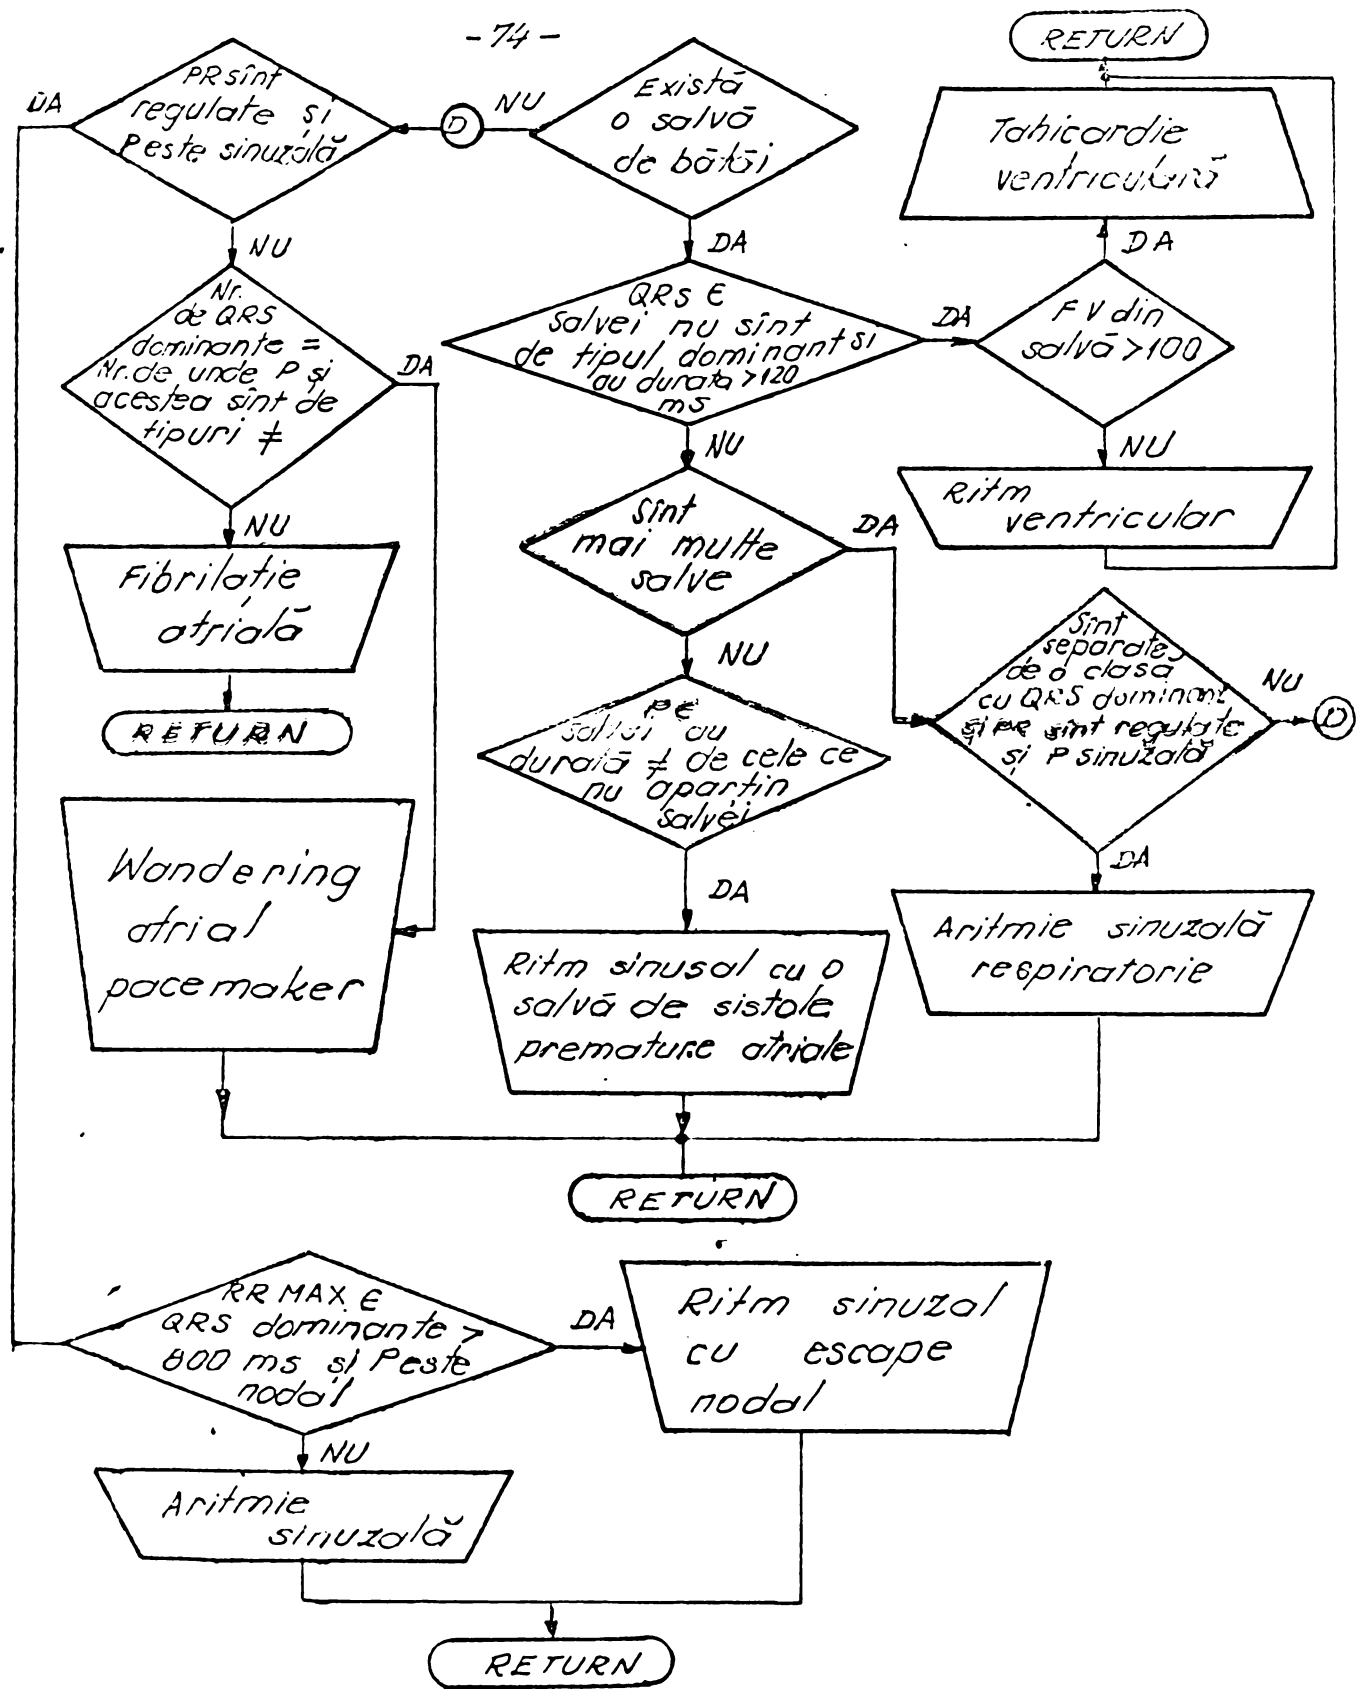 - 74 -
PR sînt
regulate și
P este sinuzală
DA
NU
D
NU
Există
o salvă
de bătăi
DA
RETURN
Tahicardie
ventriculară
DA
FV din
salvă >100
NU
Ritm
ventricular
QRS ∈
Salvei nu sînt
de tipul dominant și
au durata >120
ms
DA
NU
Nr.
de QRS
dominante =
Nr. de unde P și
acestea sînt de
tipuri ≠
DA
NU
Fibrilație
atrială
RETURN
Sînt
mai multe
salve
DA
NU
Sînt
separate
de o clasa
cu QRS dominant
și PR sînt regulate
și P sinuzală
NU
D
DA
Aritmie sinuzală
respiratorie
P ∈
salvei au
durată ≠ de cele ce
nu aparțin
salvei
DA
Ritm sinusal cu o
salvă de sistole
premature atriale
Wandering
atrial
pacemaker
RETURN
RR MAX ∈
QRS dominante >
800 ms și P este
nodal
DA
NU
Ritm sinuzal
cu escape
nodal
Aritmie
sinuzală
RETURN